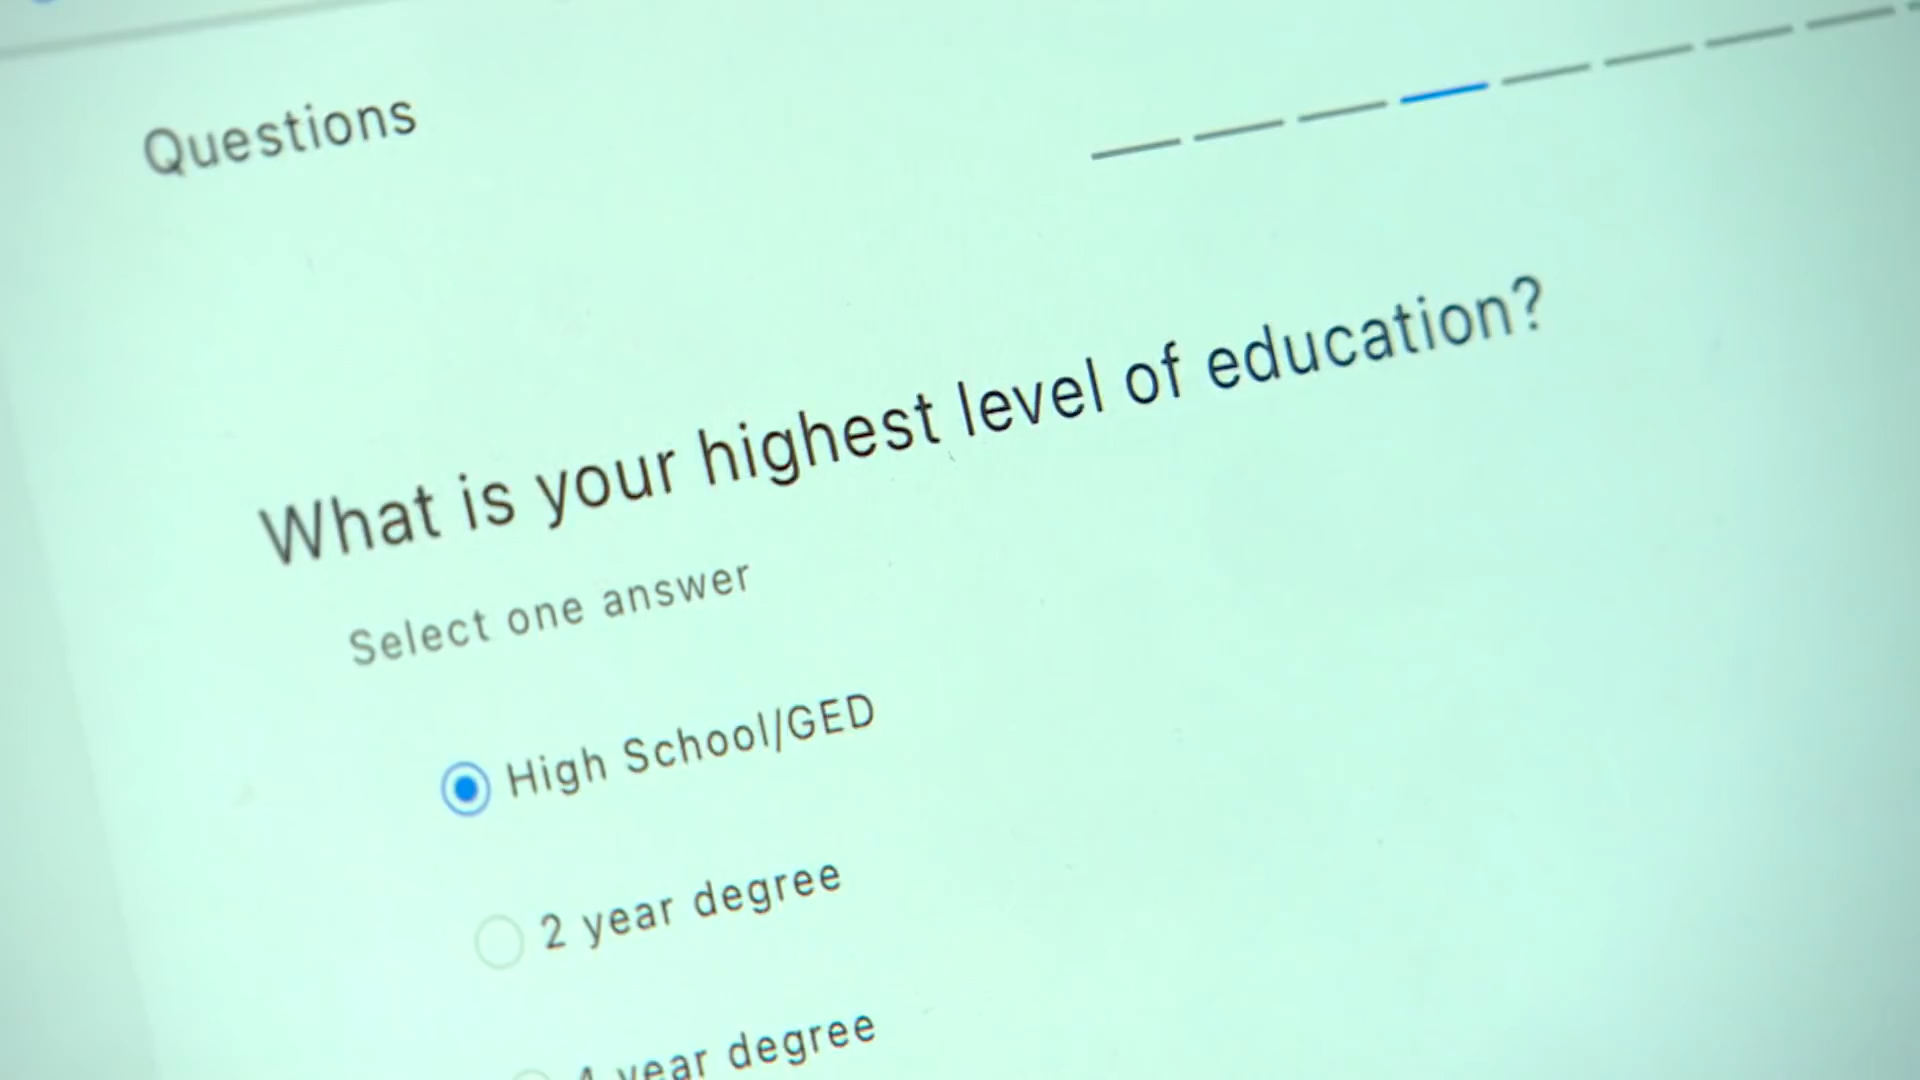 Questions
What is your highest level of education?
Select one answer
High School/GED
2 year degree
4 year degree